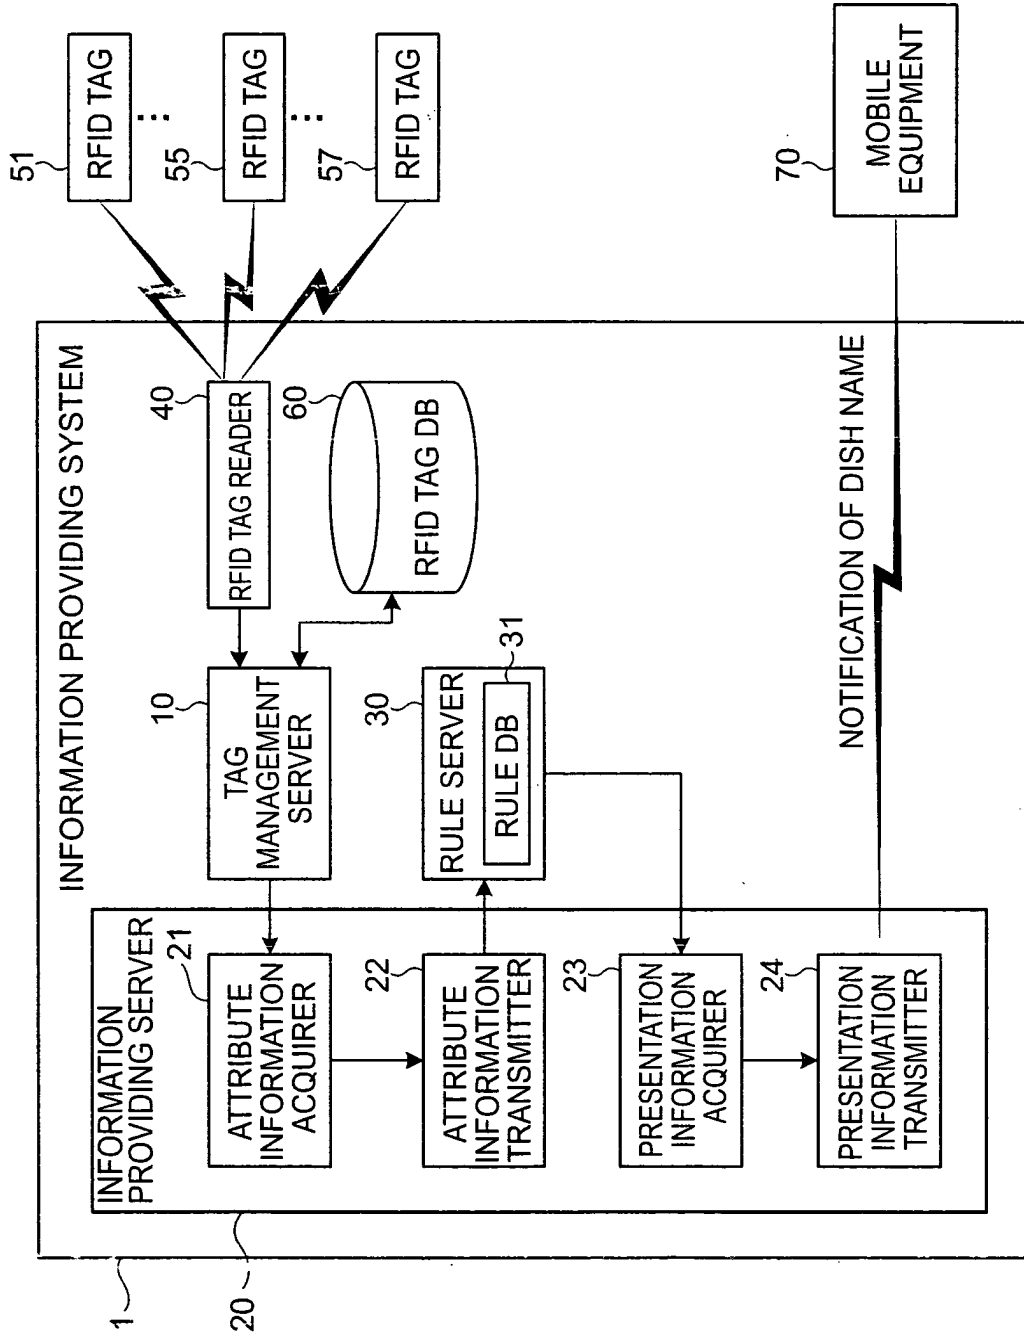 1
INFORMATION PROVIDING SYSTEM
20
INFORMATION
PROVIDING SERVER
21
ATTRIBUTE
INFORMATION
ACQUIRER
22
ATTRIBUTE
INFORMATION
TRANSMITTER
23
PRESENTATION
INFORMATION
ACQUIRER
24
PRESENTATION
INFORMATION
TRANSMITTER
10
TAG
MANAGEMENT
SERVER
30
RULE SERVER
31
RULE DB
40
RFID TAG READER
60
RFID TAG DB
NOTIFICATION OF DISH NAME
51
RFID TAG
55
RFID TAG
57
RFID TAG
70
MOBILE
EQUIPMENT